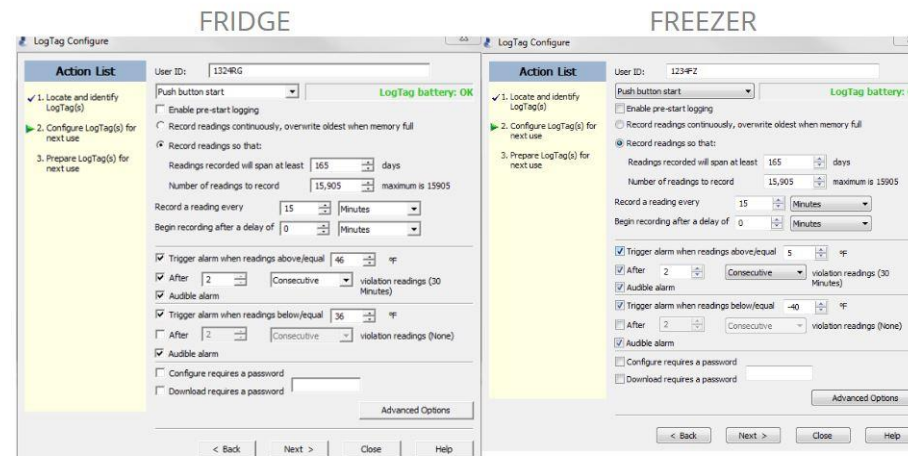 FRIDGE
LogTag Configure
Action List
1. Locate and identify
LogTag(s)
2. Configure LogTag(s) for
next use
3. Prepare LogTag(s) for
next use
User ID: 1324RG
Push button start
LogTag battery: OK
Enable pre-start logging
Record readings continuously, overwrite oldest when memory full
Record readings so that:
Readings recorded will span at least 165 days
Number of readings to record 15,905 maximum is 15905
Record a reading every 15 Minutes
Begin recording after a delay of 0 Minutes
Trigger alarm when readings above/equal 46 °F
After 2 Consecutive violation readings (30
Minutes)
Audible alarm
Trigger alarm when readings below/equal 36 °F
After 2 Consecutive violation readings (None)
Audible alarm
Configure requires a password
Download requires a password
Advanced Options
< Back Next > Close Help
FREEZER
LogTag Configure
Action List
1. Locate and identify
LogTag(s)
2. Configure LogTag(s) for
next use
3. Prepare LogTag(s) for
next use
User ID: 1234FZ
Push button start
LogTag battery:
Enable pre-start logging
Record readings continuously, overwrite oldest when memory full
Record readings so that:
Readings recorded will span at least 165 days
Number of readings to record 15,905 maximum is 15905
Record a reading every 15 Minutes
Begin recording after a delay of 0 Minutes
Trigger alarm when readings above/equal 5 °F
After 2 Consecutive violation readings (30
Minutes)
Audible alarm
Trigger alarm when readings below/equal -40 °F
After 2 Consecutive violation readings (None)
Audible alarm
Configure requires a password
Download requires a password
Advanced Options
< Back Next > Close Help